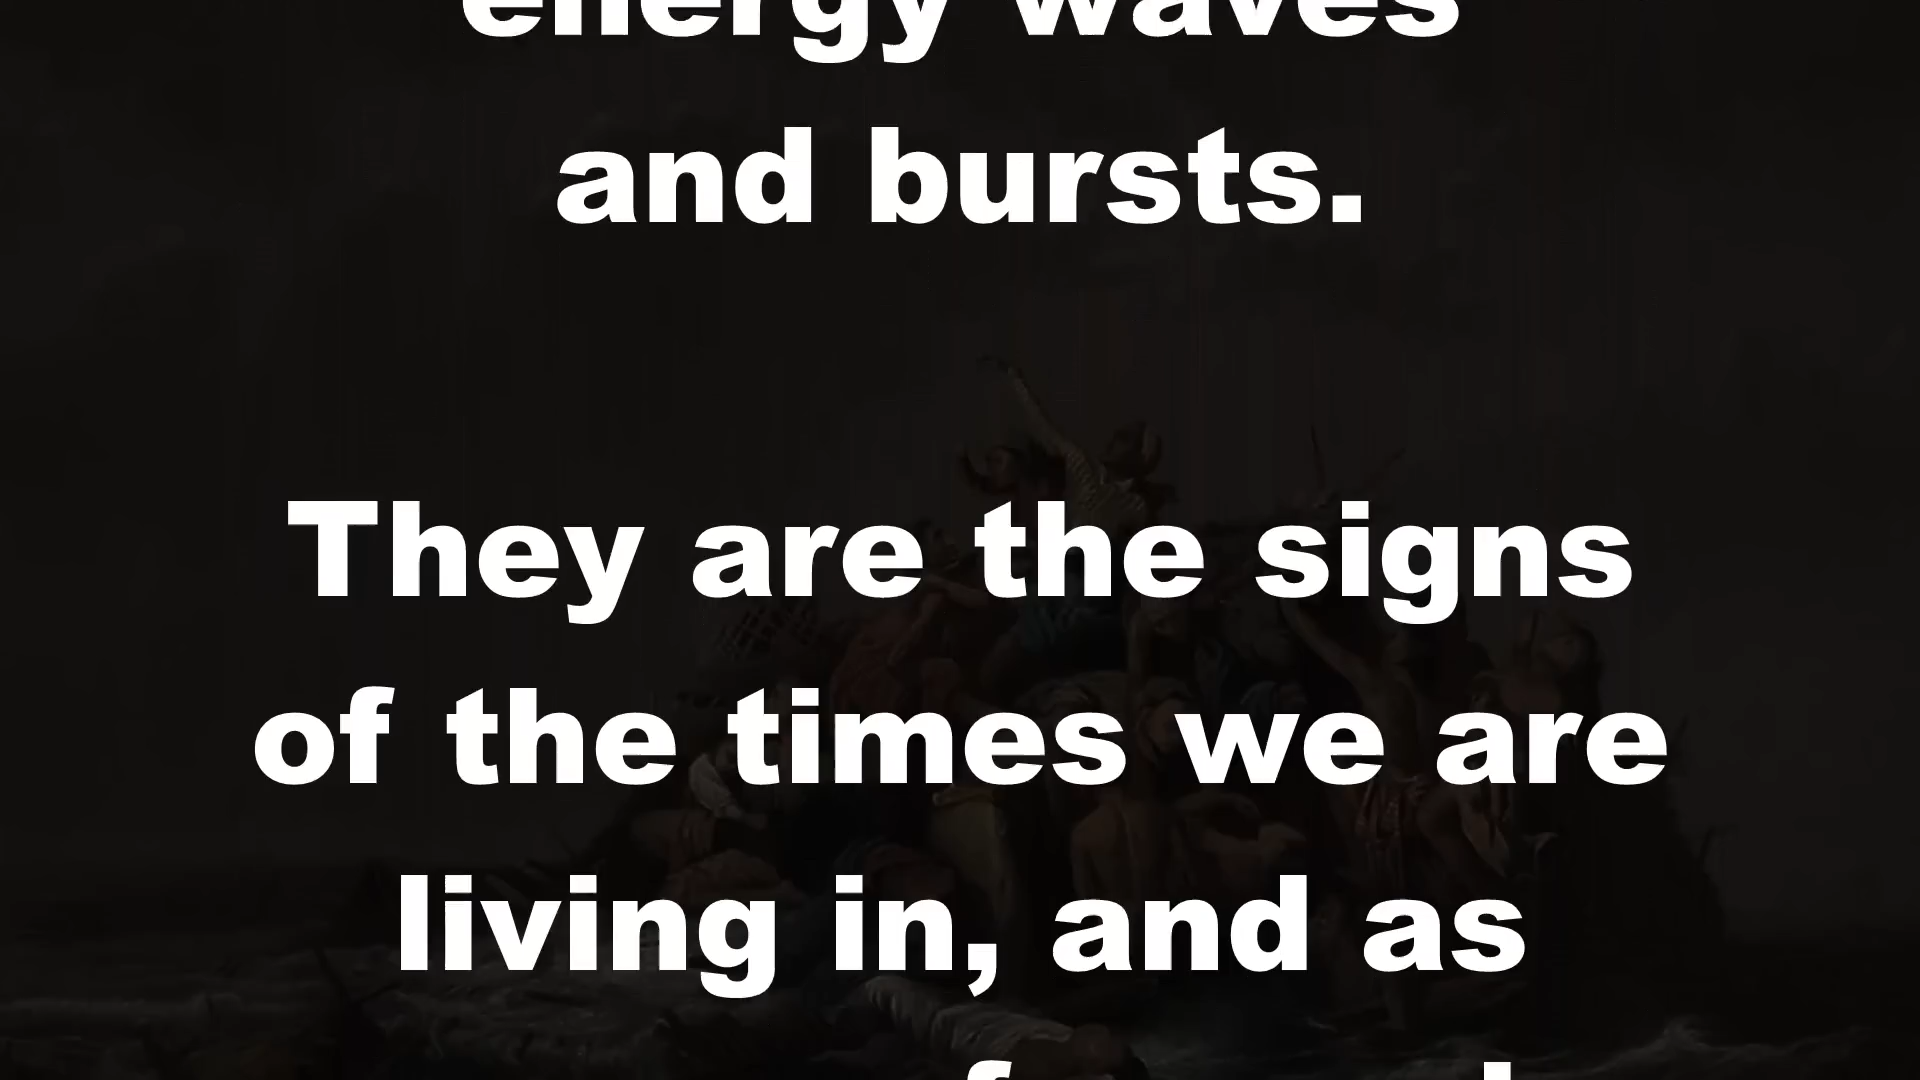 energy waves
and bursts.
They are the signs
of the times we are
living in, and as